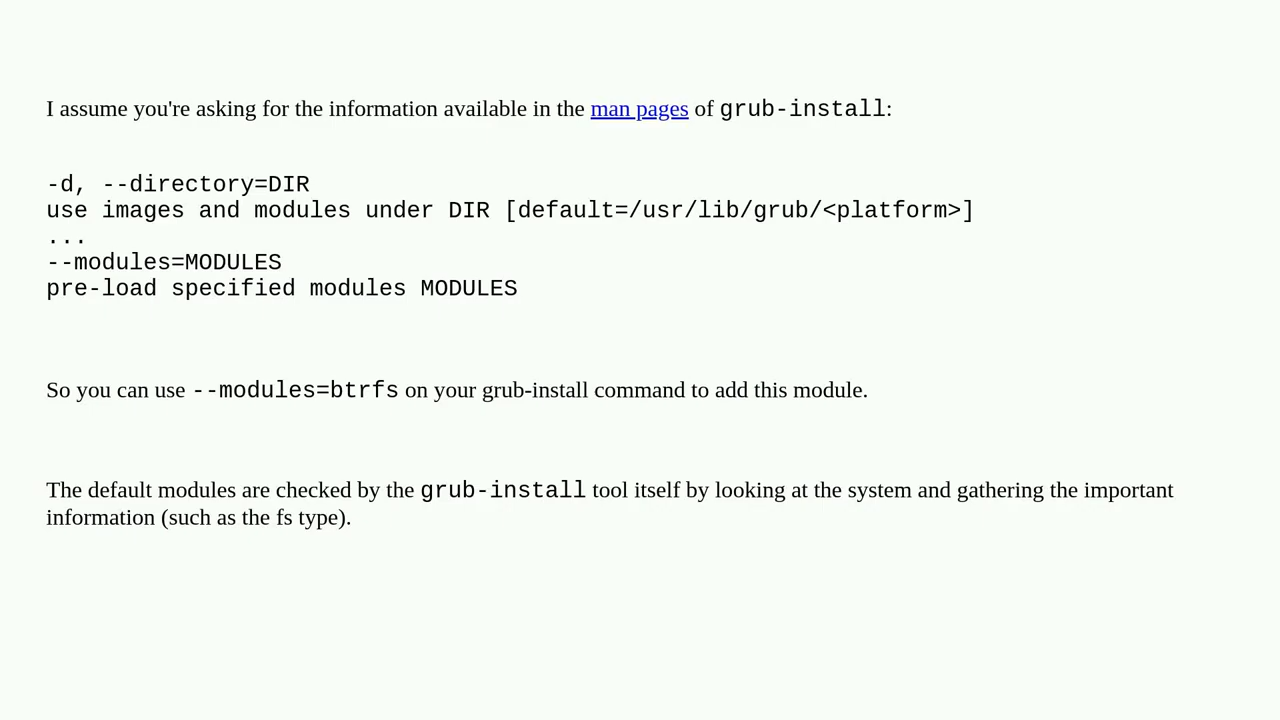 I assume you're asking for the information available in the man pages of grub-install:
-d, --directory=DIR
use images and modules under DIR [default=/usr/lib/grub/<platform>]
...
--modules=MODULES
pre-load specified modules MODULES
So you can use --modules=btrfs on your grub-install command to add this module.
The default modules are checked by the grub-install tool itself by looking at the system and gathering the important
information (such as the fs type).